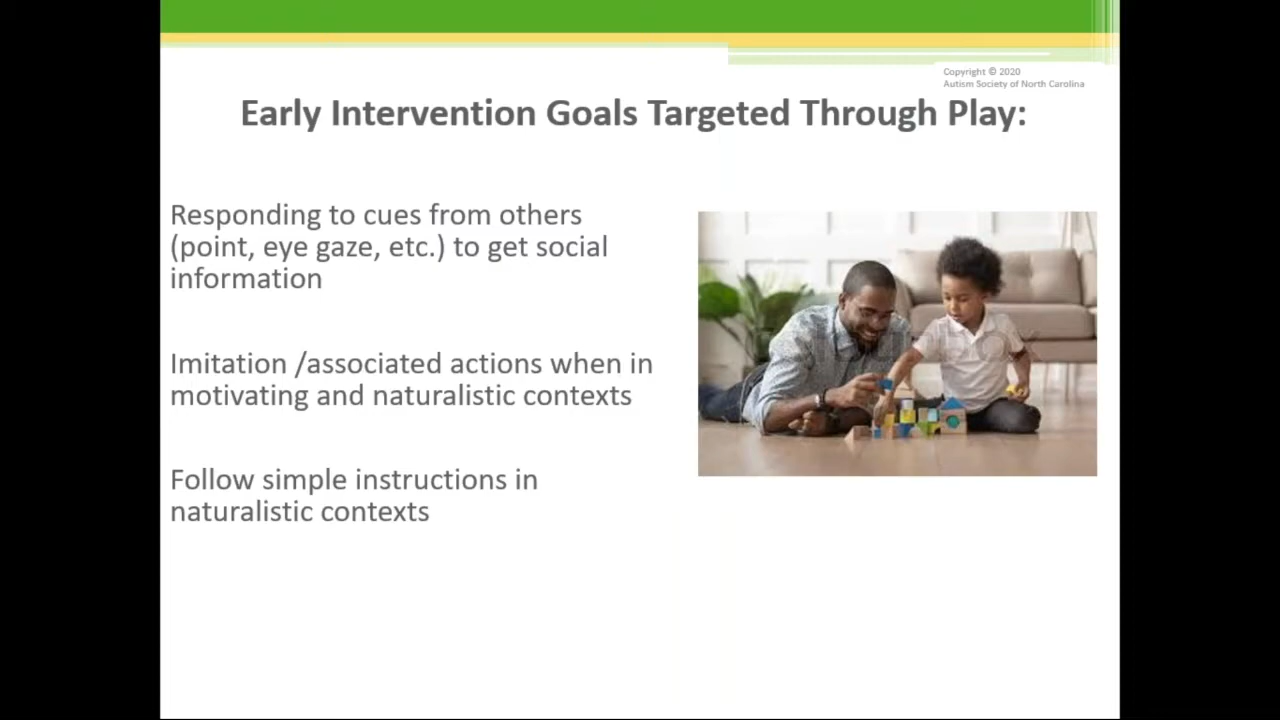 Copyright © 2020
Autism Society of North Carolina
Early Intervention Goals Targeted Through Play:
Responding to cues from others
(point, eye gaze, etc.) to get social
information
Imitation /associated actions when in
motivating and naturalistic contexts
Follow simple instructions in
naturalistic contexts